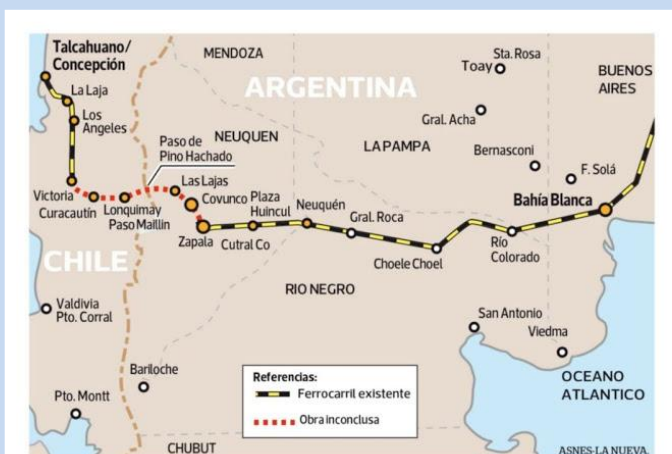 Talcahuano/
Concepción
La Laja
Los
Angeles
Victoria
Curacautín
Lonquimay
Paso Maillin
CHILE
Valdivia
Pto. Corral
Pto. Montt
MENDOZA
ARGENTINA
NEUQUEN
Paso de
Pino Hachado
Las Lajas
Covunco
Zapala
Plaza
Huincul
Cutral Co
Neuquén
Gral. Roca
Choele Choel
Río
Colorado
Bahía Blanca
LA PAMPA
Sta. Rosa
Toay
Gral. Acha
Bernasconi
F. Solá
BUENOS
AIRES
RIO NEGRO
San Antonio
Viedma
Bariloche
CHUBUT
OCEANO
ATLANTICO
Referencias:
Ferrocarril existente
Obra inconclusa
ASNES-LA NUEVA.